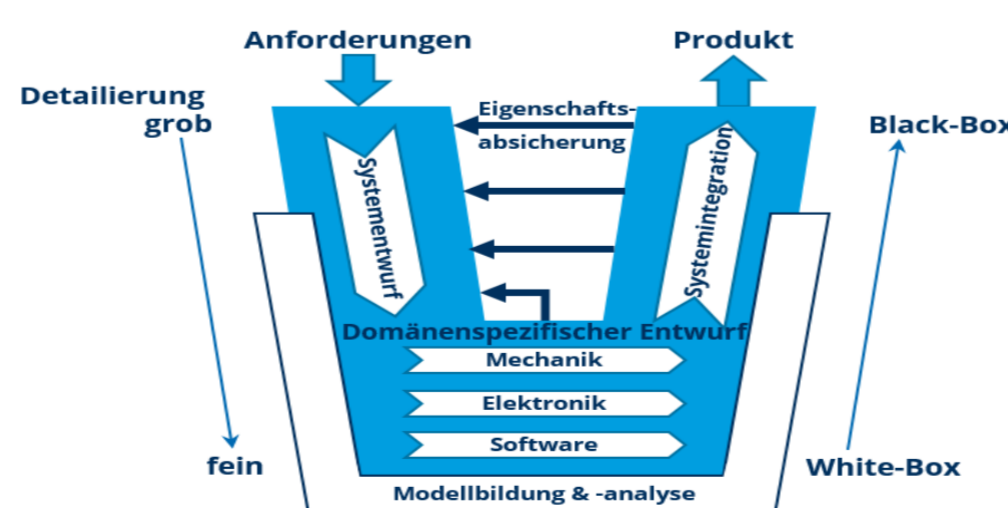 Anforderungen
Produkt
Detailierung
grob
Eigenschafts-
absicherung
Black-Box
Systementwurf
Systemintegration
Domänenspezifischer Entwurf
Mechanik
Elektronik
Software
fein
White-Box
Modellbildung & -analyse